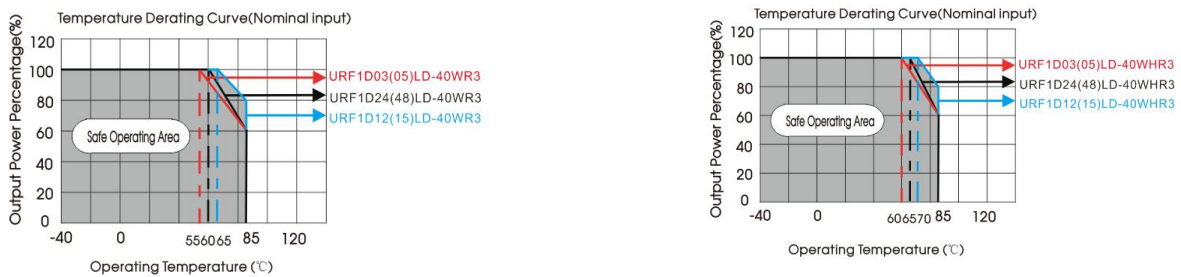 Temperature Derating Curve(Nominal input)
Output Power Percentage(%)
120
100
80
60
40
20
0
-40 0 556065 85 120
Safe Operating Area
URF1D03(05)LD-40WR3
URF1D24(48)LD-40WR3
URF1D12(15)LD-40WR3
Operating Temperature (℃)
Temperature Derating Curve(Nominal input)
Output Power Percentage(%)
120
100
80
60
40
20
0
-40 0 606570 85 120
Safe Operating Area
URF1D03(05)LD-40WHR3
URF1D24(48)LD-40WHR3
URF1D12(15)LD-40WHR3
Operating Temperature (℃)